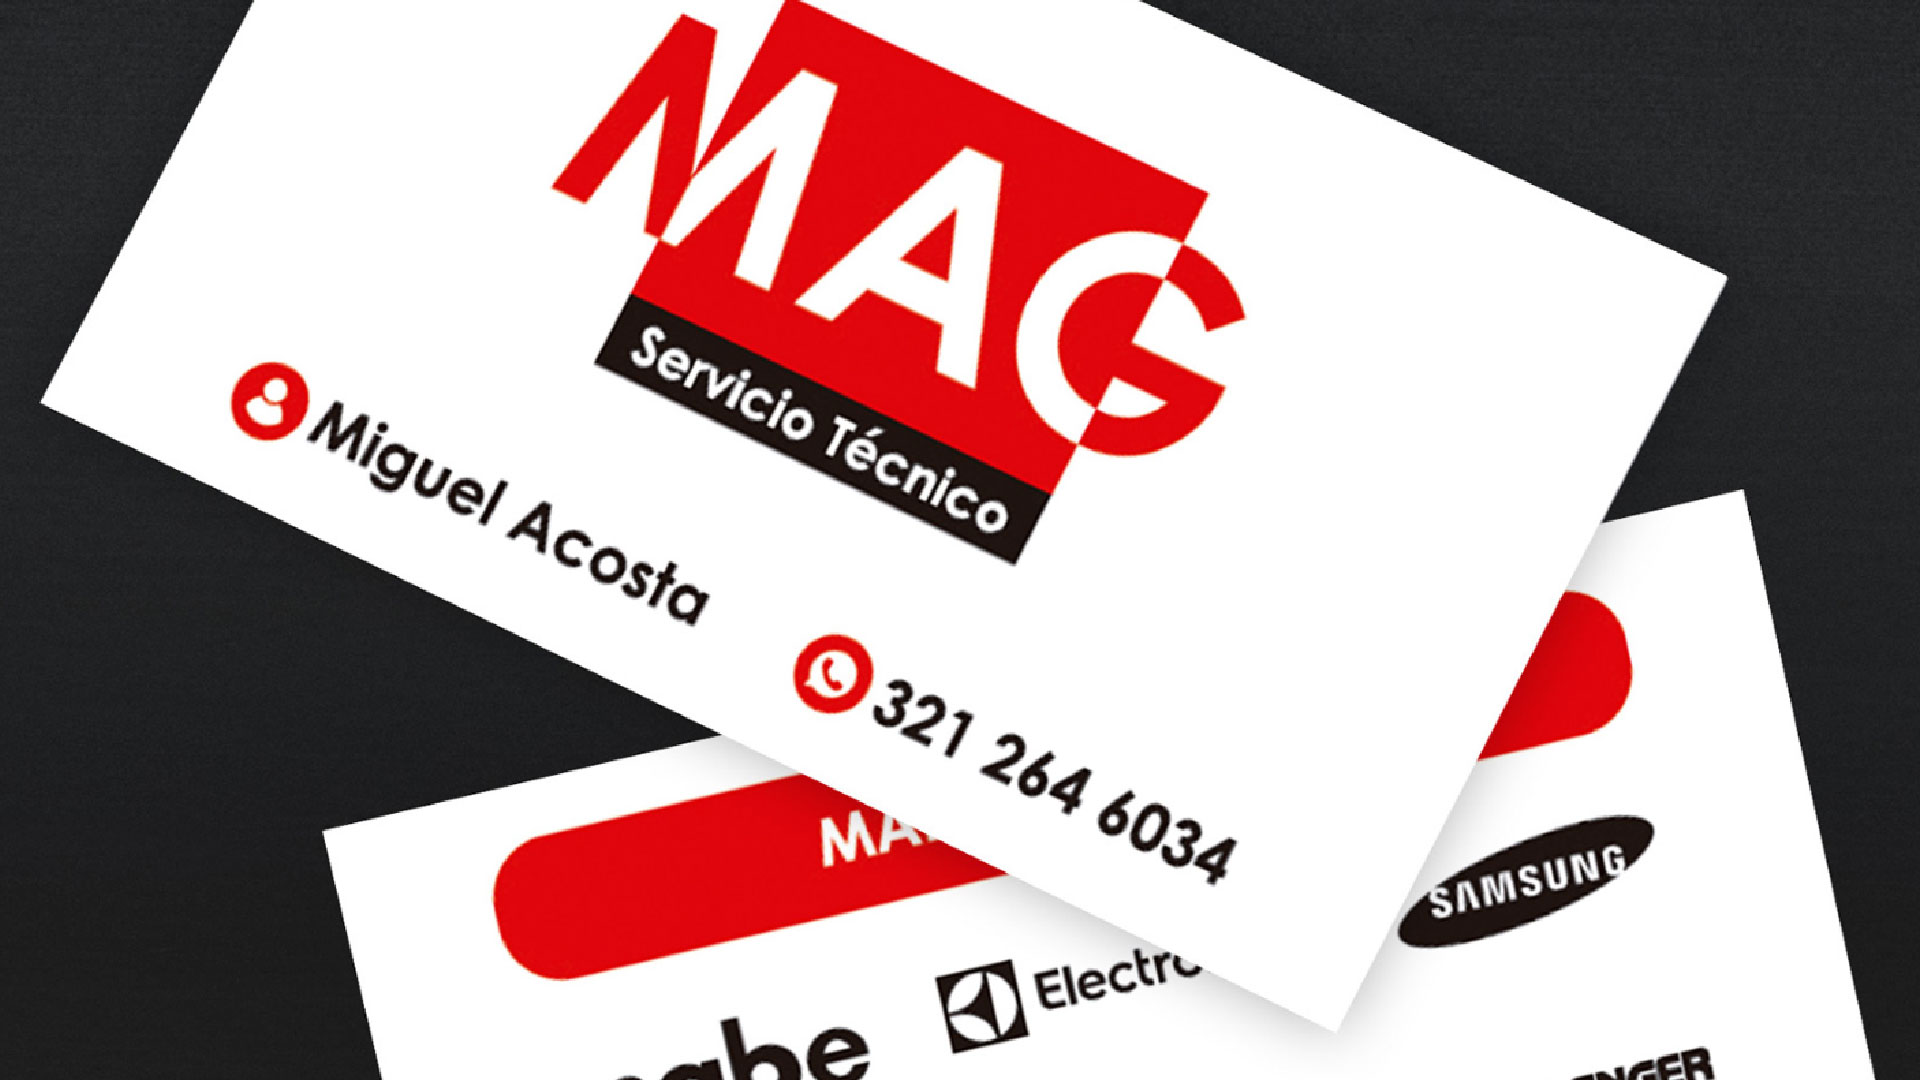 MAG
Servicio Técnico
Miguel Acosta
321 264 6034
SAMSUNG